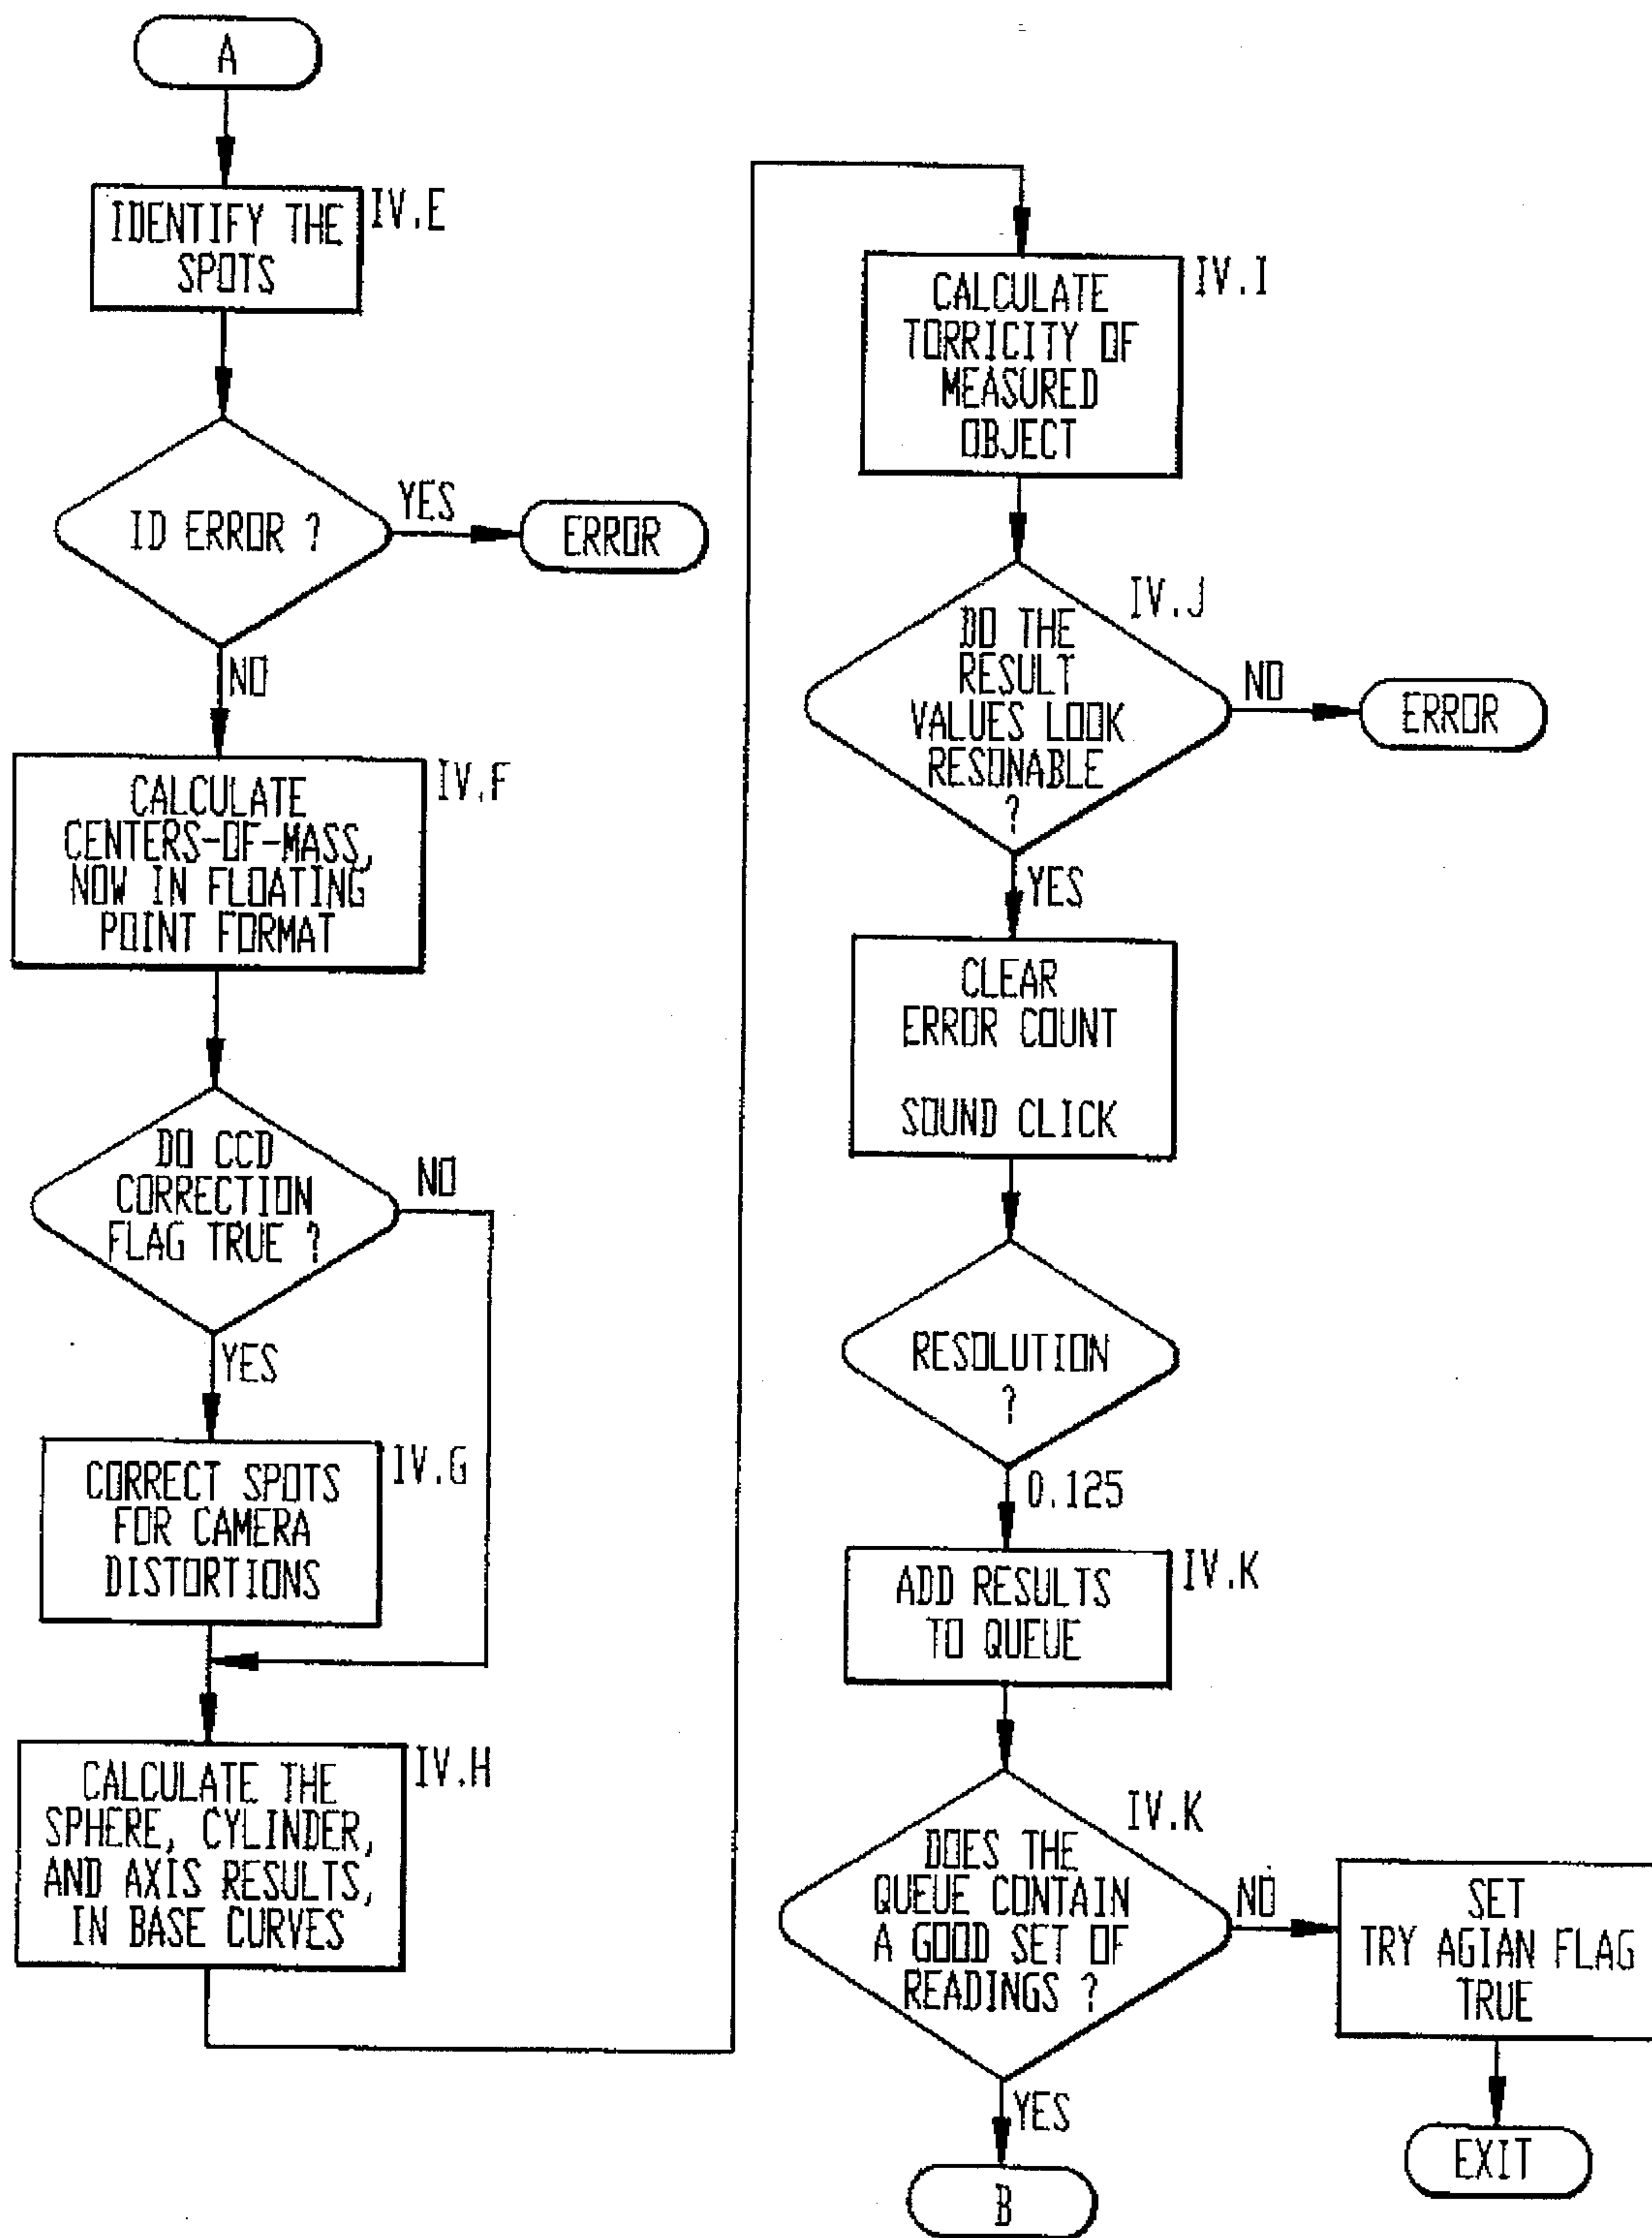 A
IDENTIFY THE
SPOTS
IV.E
ID ERROR ?
YES
ERROR
NO
CALCULATE
CENTERS-OF-MASS,
NOW IN FLOATING
POINT FORMAT
IV.F
DO CCD
CORRECTION
FLAG TRUE ?
NO
YES
CORRECT SPOTS
FOR CAMERA
DISTORTIONS
IV.G
CALCULATE THE
SPHERE, CYLINDER,
AND AXIS RESULTS,
IN BASE CURVES
IV.H
CALCULATE
TORRICITY OF
MEASURED
OBJECT
IV.I
DO THE
RESULT
VALUES LOOK
RESONABLE
?
IV.J
NO
ERROR
YES
CLEAR
ERROR COUNT
SOUND CLICK
RESOLUTION
?
0.125
ADD RESULTS
TO QUEUE
IV.K
DOES THE
QUEUE CONTAIN
A GOOD SET OF
READINGS ?
IV.K
NO
SET
TRY AGIAN FLAG
TRUE
EXIT
YES
B